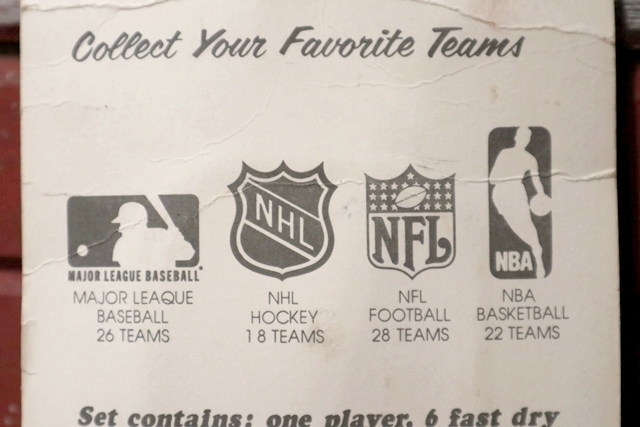 Collect Your Favorite Teams
NHL
NFL
NBA
MAJOR LEAGUE BASEBALL
MAJOR LEAGUE
BASEBALL
26 TEAMS
NHL
HOCKEY
18 TEAMS
NFL
FOOTBALL
28 TEAMS
NBA
BASKETBALL
22 TEAMS
Set contains: one player, 6 fast dry